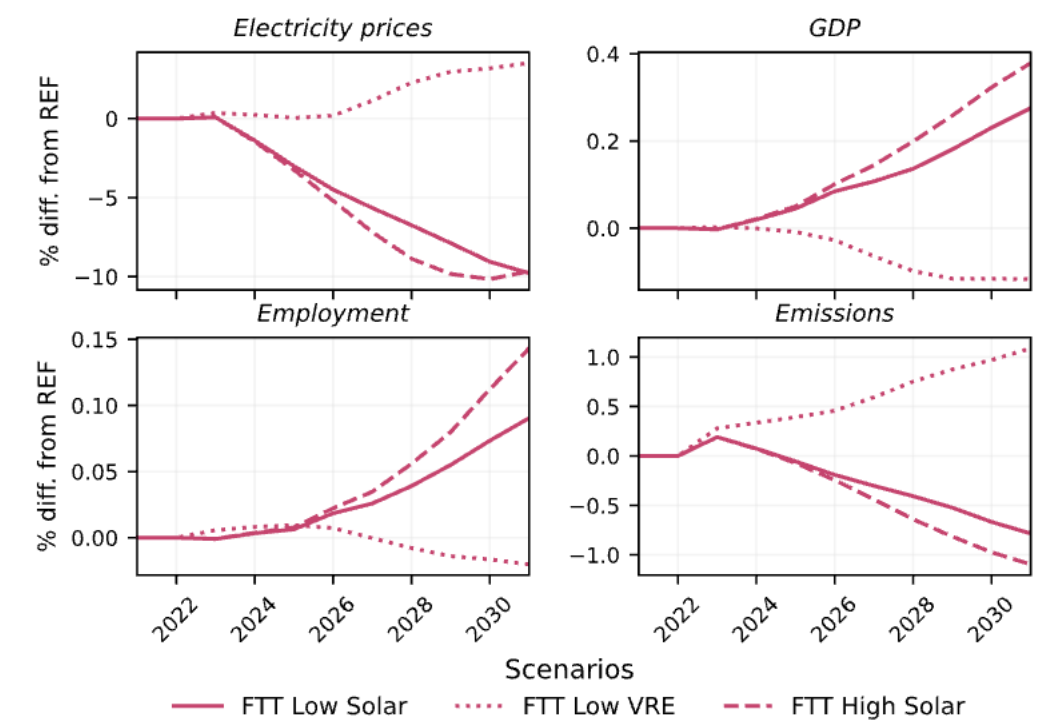 Electricity prices
GDP
% diff. from REF
0
−5
−10
0.4
0.2
0.0
Employment
Emissions
% diff. from REF
0.15
0.10
0.05
0.00
1.0
0.5
0.0
−0.5
−1.0
2022 2024 2026 2028 2030
2022 2024 2026 2028 2030
Scenarios
FTT Low Solar FTT Low VRE FTT High Solar